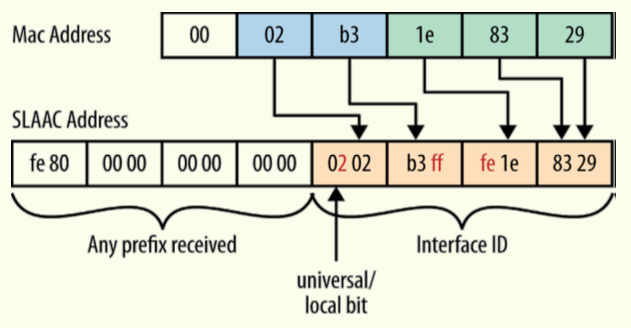 Mac Address 00 02 b3 1e 83 29
SLAAC Address
fe 80 00 00 00 00 00 00 02 02 b3 ff fe 1e 83 29
Any prefix received Interface ID
universal/
local bit